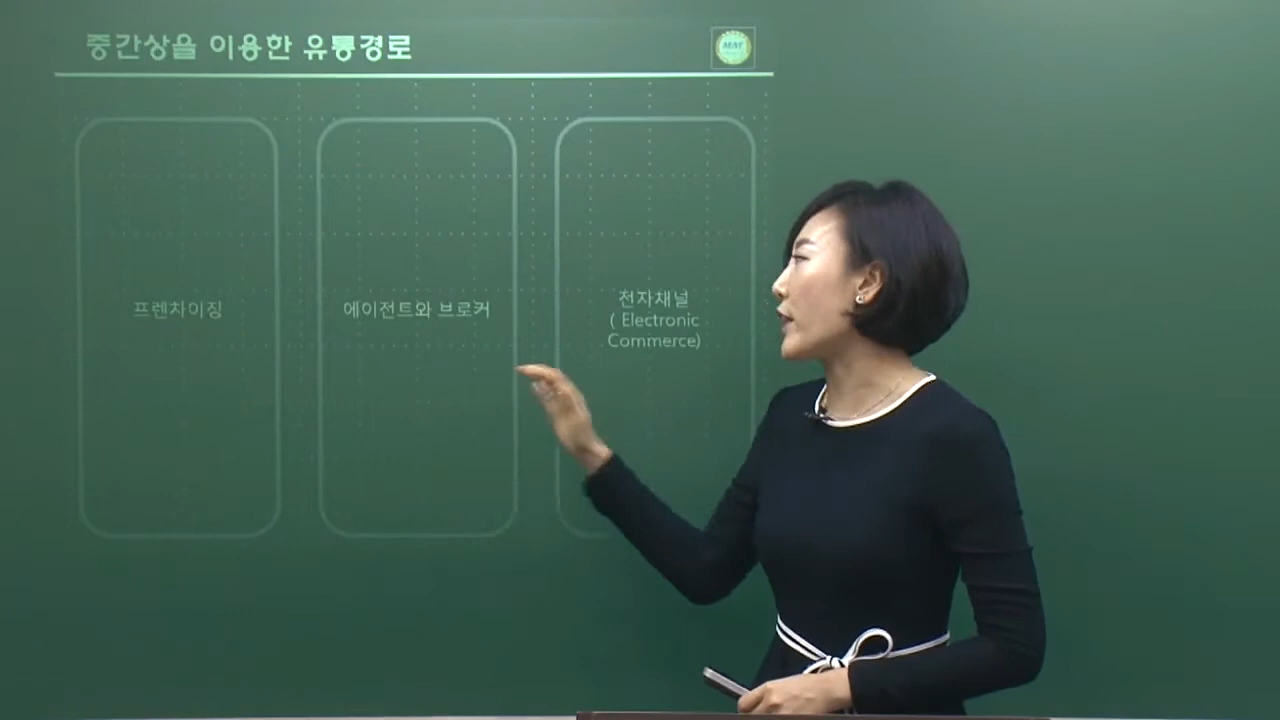 중간상을 이용한 유통경로
프렌차이징
에이전트와 브로커
전자채널
( Electronic
Commerce)